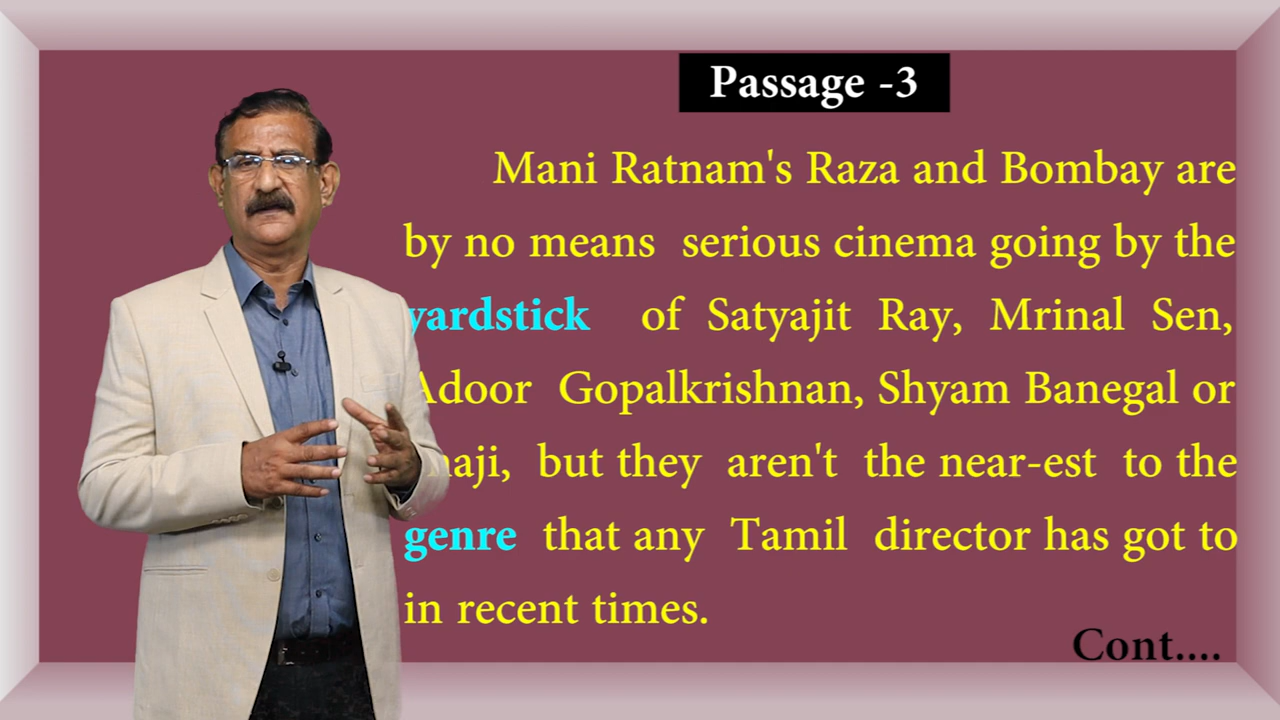 Passage -3
Mani Ratnam's Raza and Bombay are
by no means serious cinema going by the
yardstick of Satyajit Ray, Mrinal Sen,
Adoor Gopalkrishnan, Shyam Banegal or
but they aren't the near-est to the
genre that any Tamil director has got to
in recent times.
Cont....